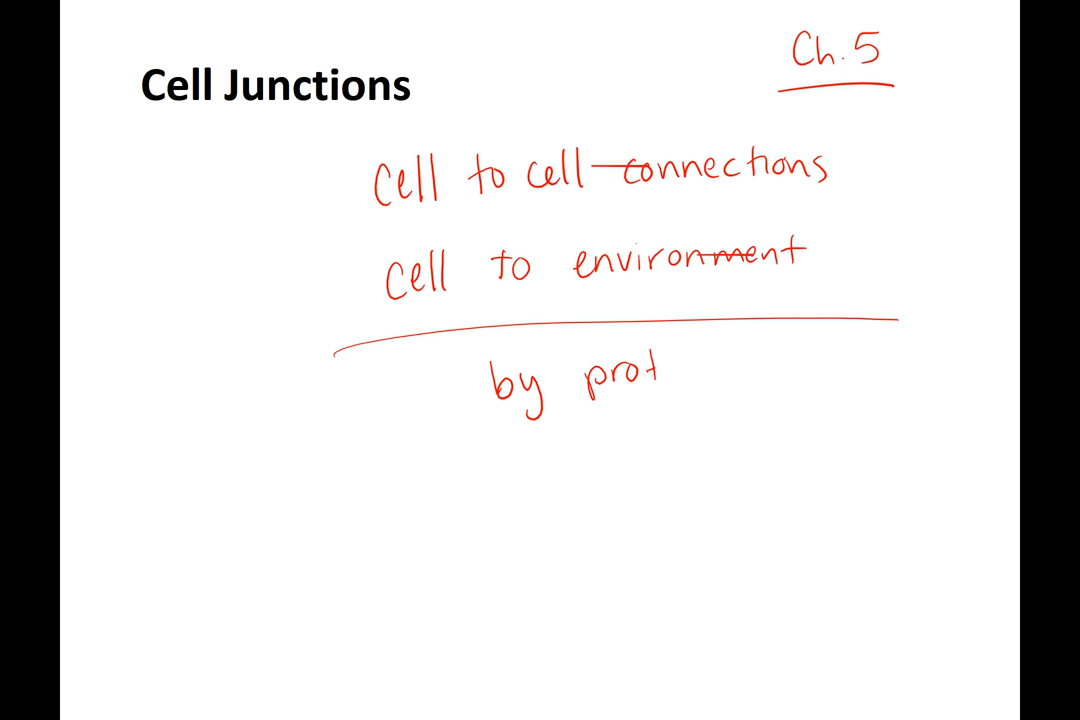 Ch. 5
Cell Junctions
cell to cell connections
cell to environment
by prot